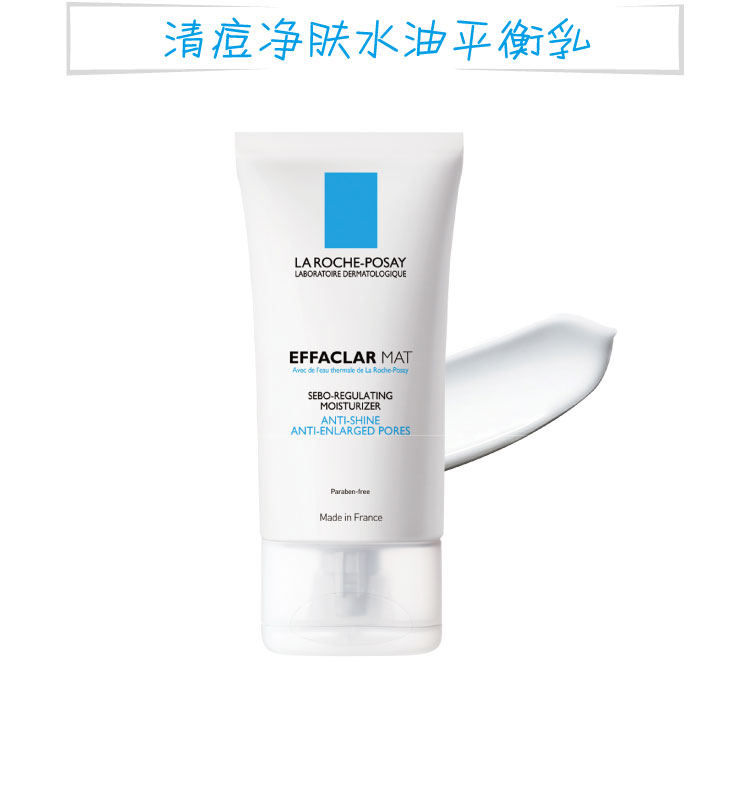 清痘净肤水油平衡乳
LA ROCHE-POSAY
LABORATOIRE DERMATOLOGIQUE
EFFACLAR MAT
Avec de l'eau thermale de La Roche-Posay
SEBO-REGULATING
MOISTURIZER
ANTI-SHINE
ANTI-ENLARGED PORES
Paraben-free
Made in France